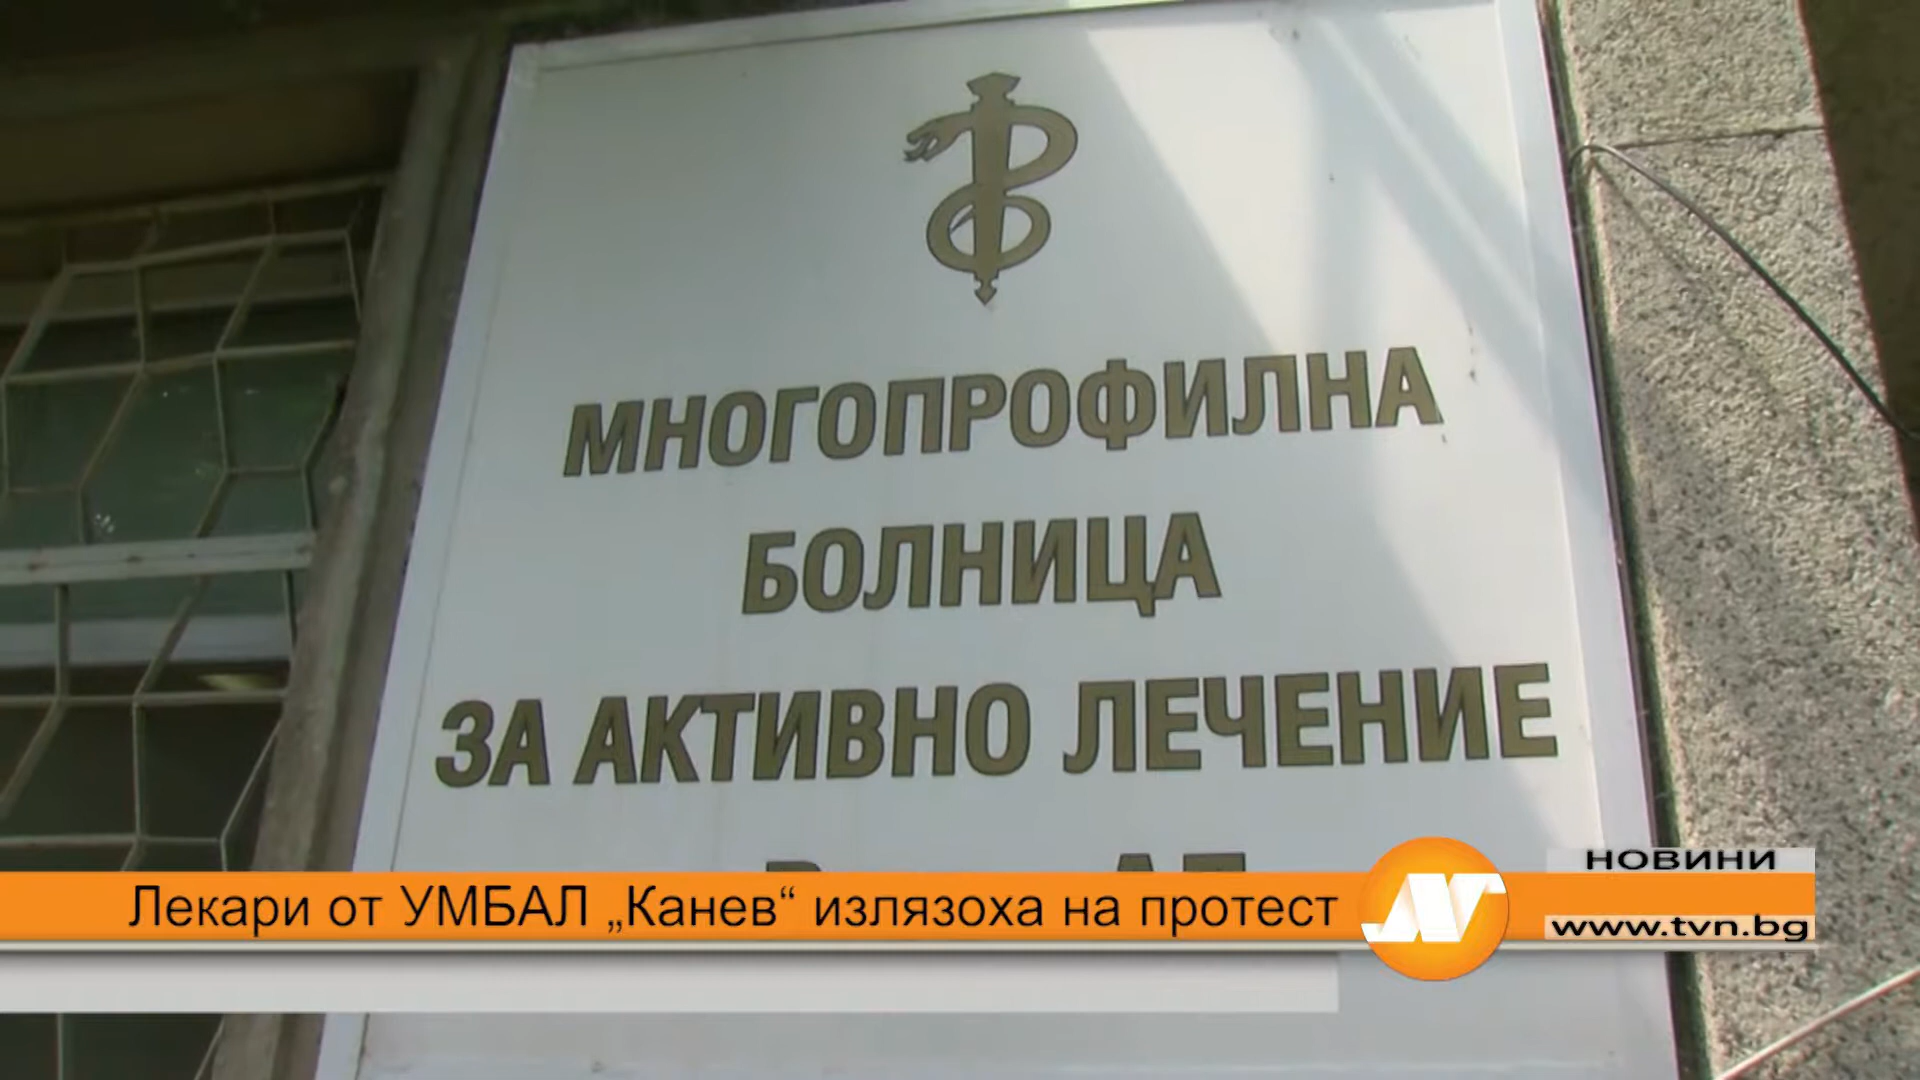 МНОГОПРОФИЛНА
БОЛНИЦА
ЗА АКТИВНО ЛЕЧЕНИЕ
Лекари от УМБАЛ „Канев“ излязоха на протест
НОВИНИ
www.tvn.bg